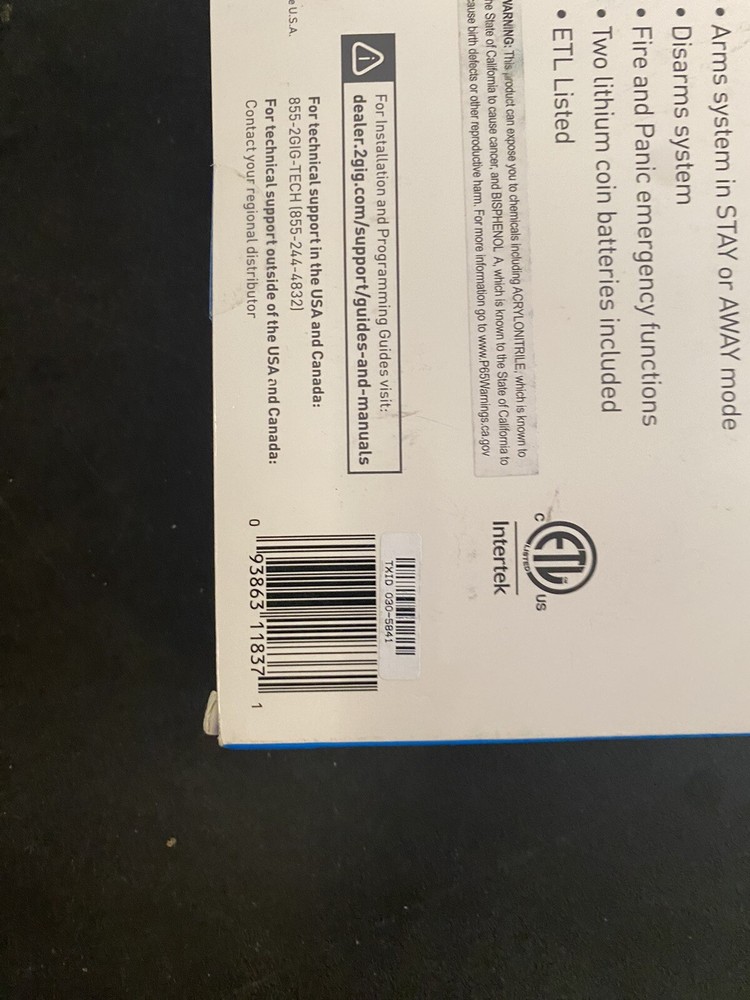 • Arms system in STAY or AWAY mode
• Disarms system
• Fire and Panic emergency functions
• Two lithium coin batteries included
• ETL Listed
WARNING: This product can expose you to chemicals including ACRYLONITRILE, which is known to
the State of California to cause cancer, and BISPHENOL A, which is known to the State of California to
cause birth defects or other reproductive harm. For more information go to www.P65Warnings.ca.gov
C ETL US
LISTED
Intertek
For Installation and Programming Guides visit:
dealer.2gig.com/support/guides-and-manuals
For technical support in the USA and Canada:
855-2GIG-TECH (855-244-4832)
For technical support outside of the USA and Canada:
Contact your regional distributor
U.S.A.
TXID 030-5841
0 93863 11837 1